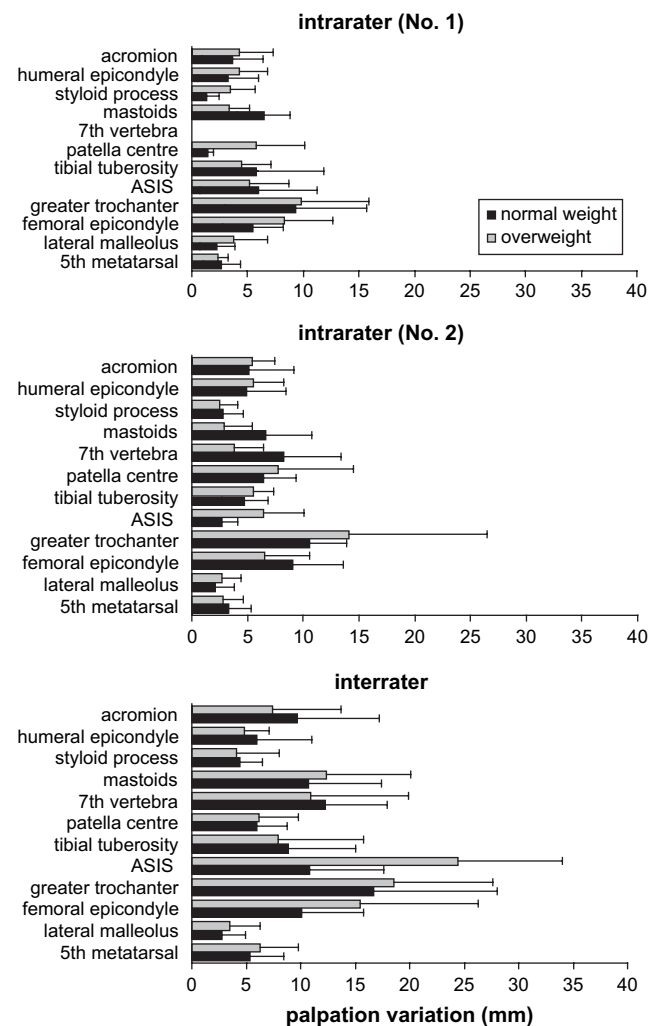 intrarater (No. 1)
acromion
humeral epicondyle
styloid process
mastoids
7th vertebra
patella centre
tibial tuberosity
ASIS
greater trochanter
femoral epicondyle
lateral malleolus
5th metatarsal
normal weight
overweight
0 5 10 15 20 25 30 35 40
intrarater (No. 2)
acromion
humeral epicondyle
styloid process
mastoids
7th vertebra
patella centre
tibial tuberosity
ASIS
greater trochanter
femoral epicondyle
lateral malleolus
5th metatarsal
0 5 10 15 20 25 30 35 40
interrater
acromion
humeral epicondyle
styloid process
mastoids
7th vertebra
patella centre
tibial tuberosity
ASIS
greater trochanter
femoral epicondyle
lateral malleolus
5th metatarsal
0 5 10 15 20 25 30 35 40
palpation variation (mm)